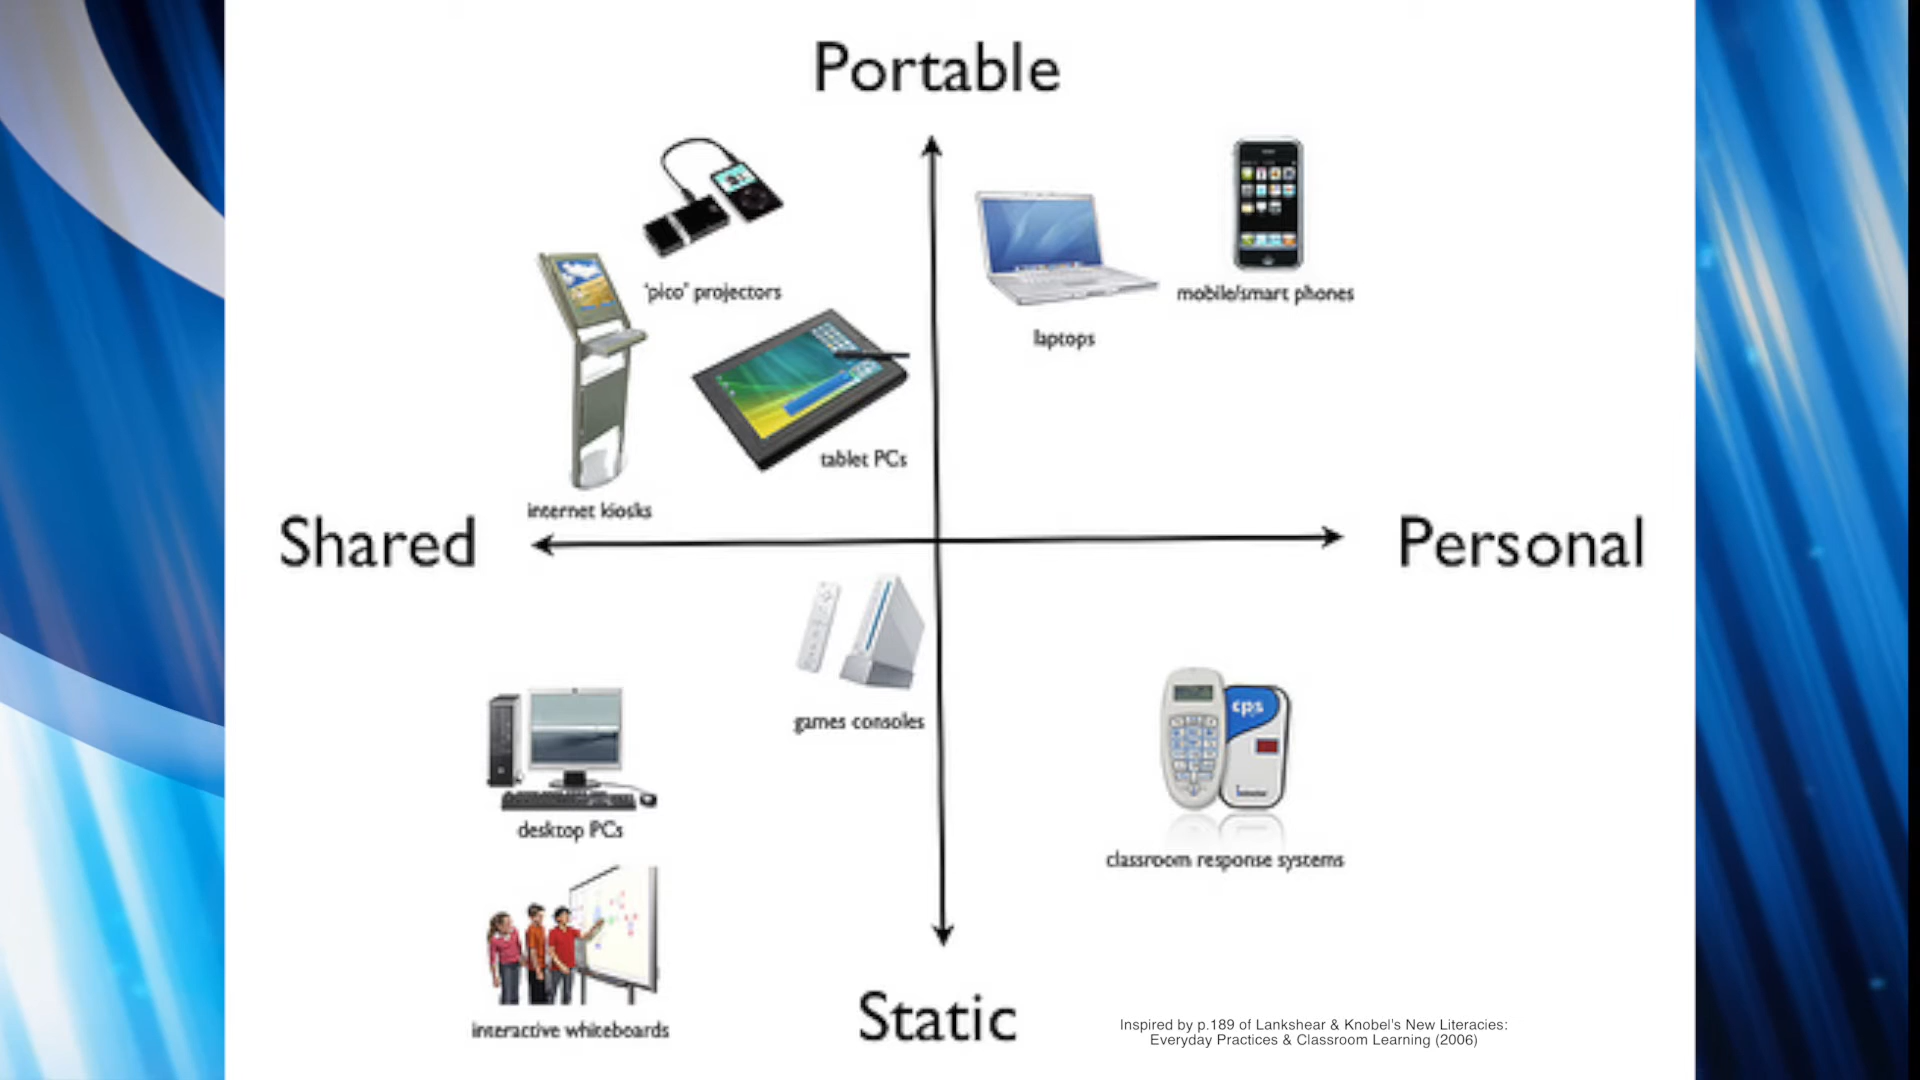 Portable
'pico' projectors
mobile/smart phones
laptops
tablet PCs
internet kiosks
Shared
Personal
games consoles
cps
desktop PCs
classroom response systems
interactive whiteboards
Static
Inspired by p.189 of Lankshear & Knobel's New Literacies:
Everyday Practices & Classroom Learning (2006)